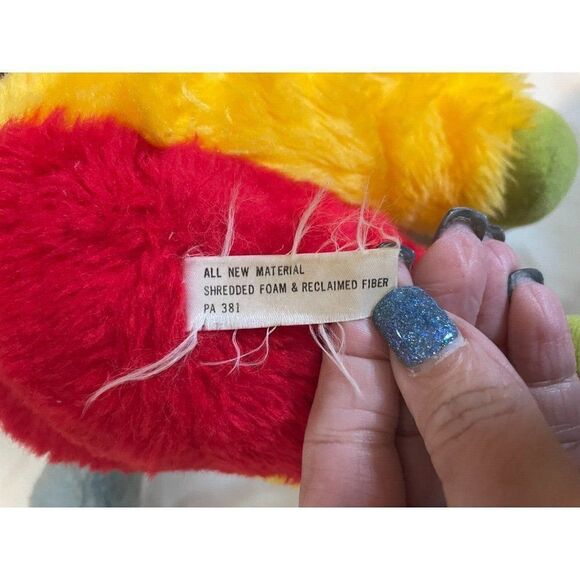 ALL NEW MATERIAL
SHREDDED FOAM & RECLAIMED FIBER
PA 381